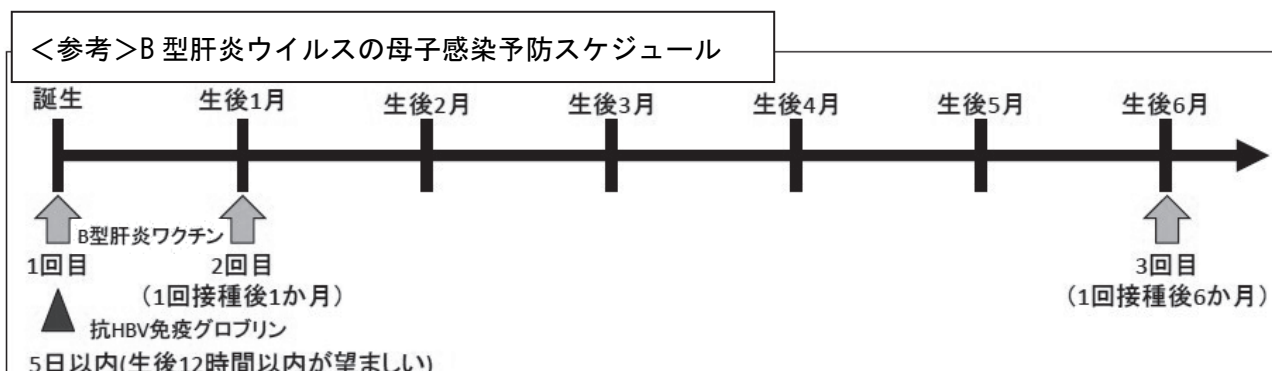 ＜参考＞B型肝炎ウイルスの母子感染予防スケジュール
誕生 生後1月 生後2月 生後3月 生後4月 生後5月 生後6月
B型肝炎ワクチン
1回目 2回目 3回目
（1回接種後1か月） （1回接種後6か月）
抗HBV免疫グロブリン
5日以内(生後12時間以内が望ましい)